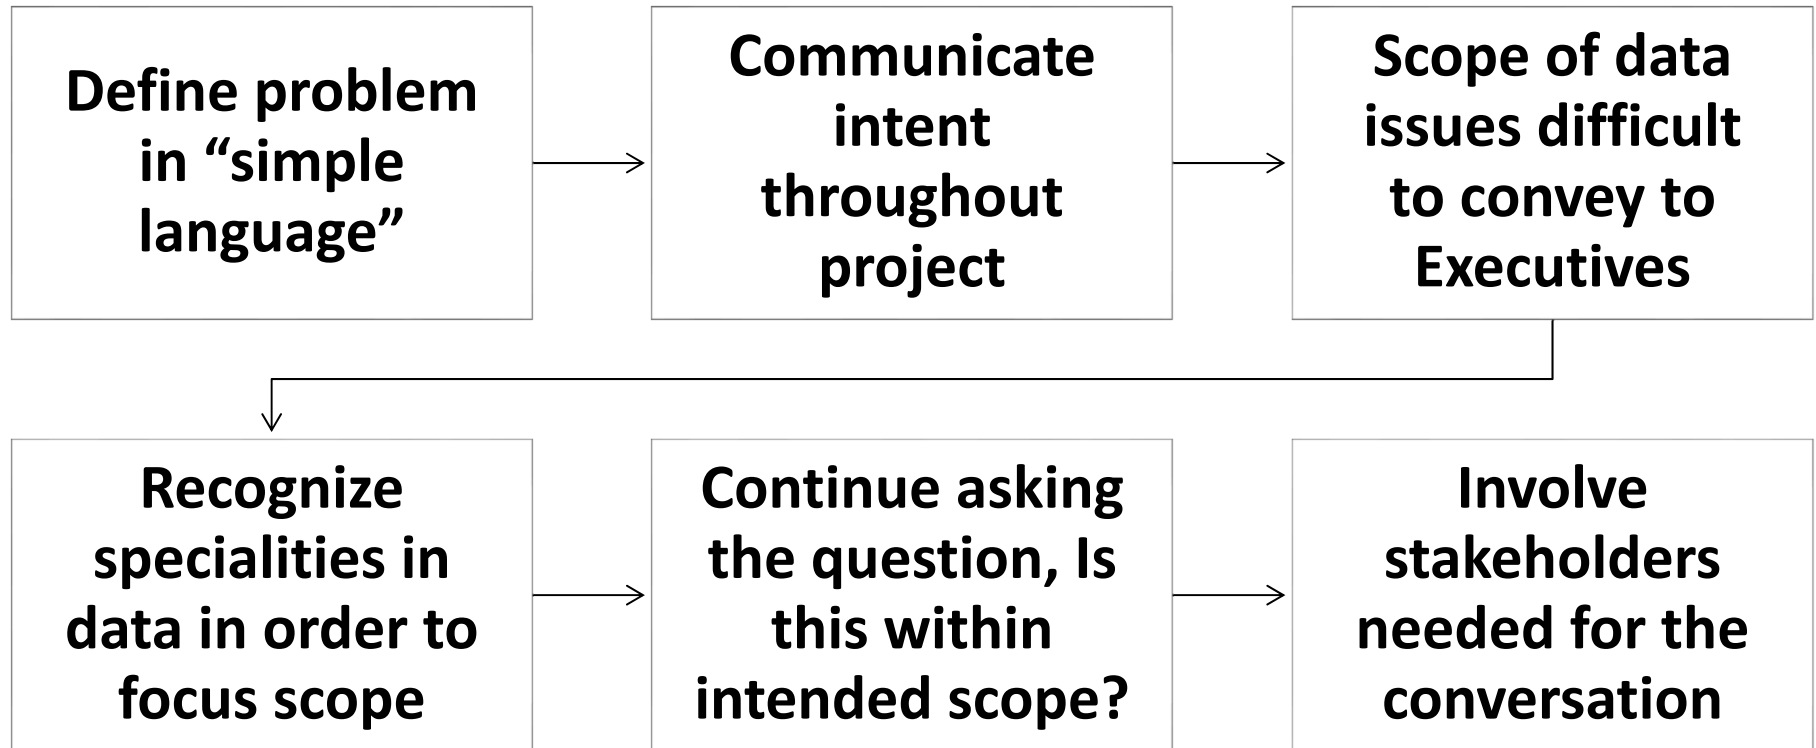 Define problem
in “simple
language”
Communicate
intent
throughout
project
Scope of data
issues difficult
to convey to
Executives
Recognize
specialities in
data in order to
focus scope
Continue asking
the question, Is
this within
intended scope?
Involve
stakeholders
needed for the
conversation